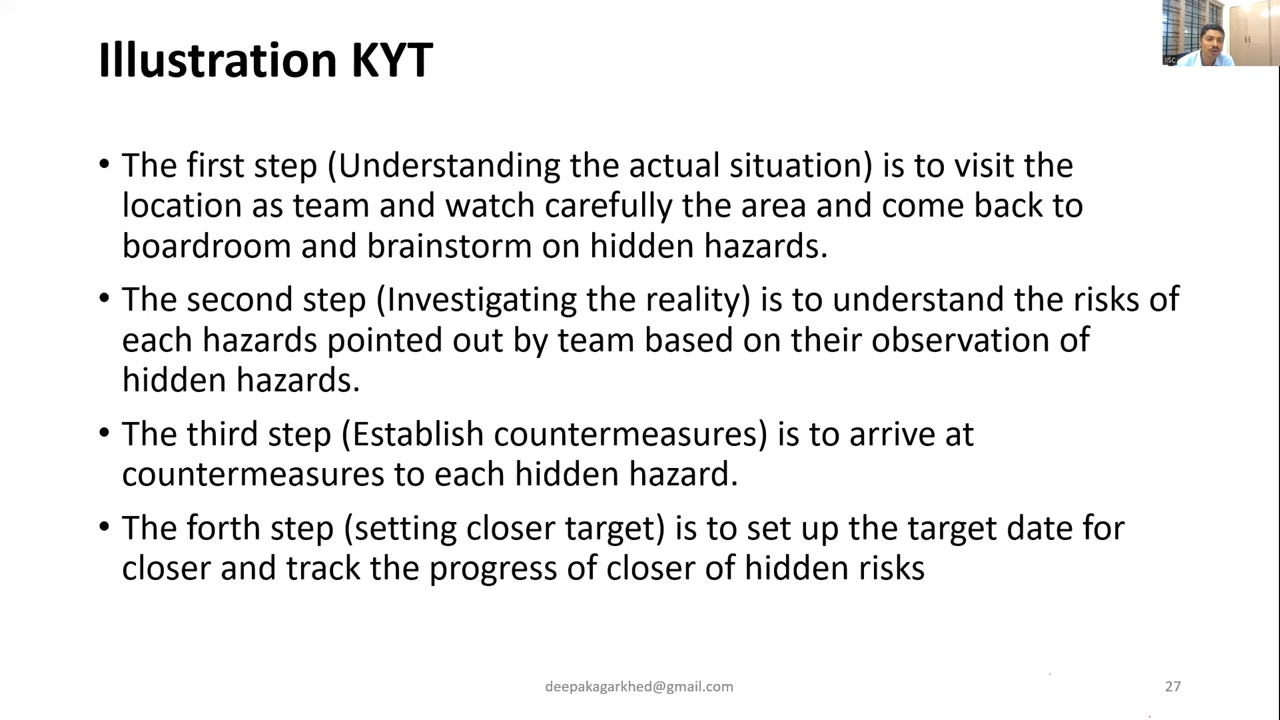 Illustration KYT
IISC
• The first step (Understanding the actual situation) is to visit the
location as team and watch carefully the area and come back to
boardroom and brainstorm on hidden hazards.
• The second step (Investigating the reality) is to understand the risks of
each hazards pointed out by team based on their observation of
hidden hazards.
• The third step (Establish countermeasures) is to arrive at
countermeasures to each hidden hazard.
• The forth step (setting closer target) is to set up the target date for
closer and track the progress of closer of hidden risks
deepakagarkhed@gmail.com
27